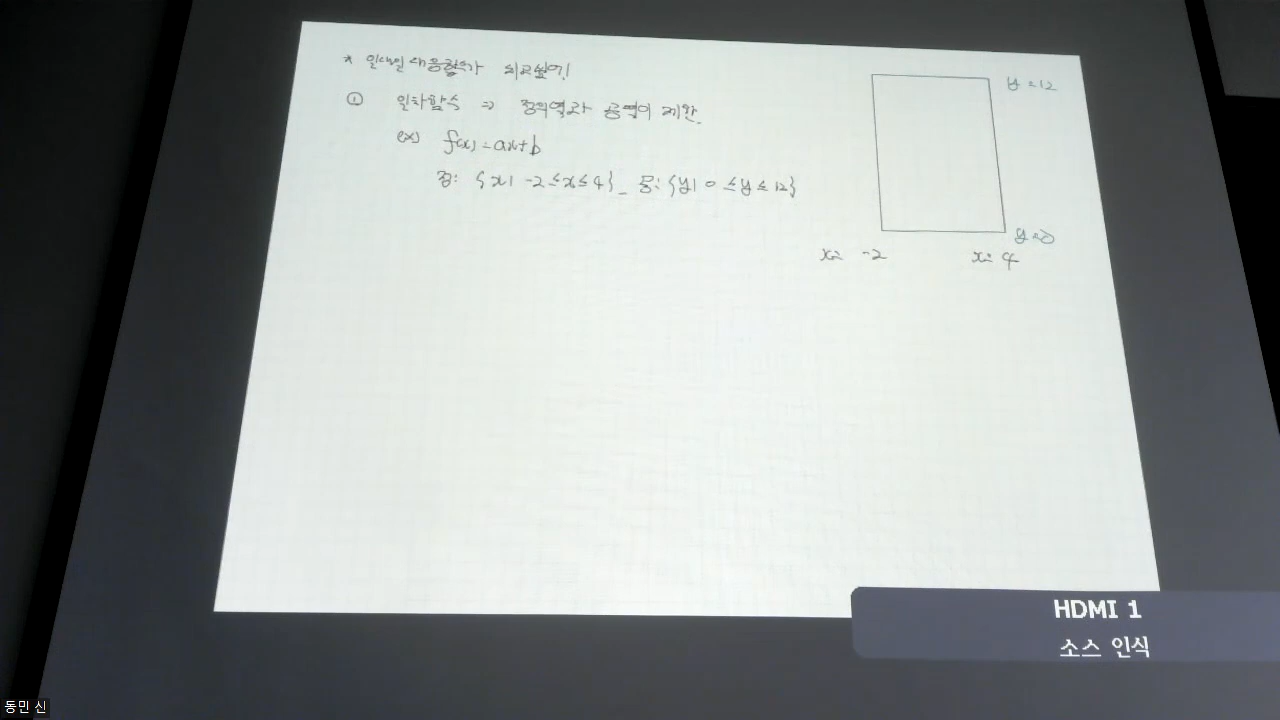 * 일대일 대응함수가 되고싶어!
① 일차함수 ⇒ 정의역과 공역이 제한.
ex) f(x)=ax+b
정: {x| -2≤x≤4}_ 공: {y| 0≤y≤12}
y=12
y=0
x= -2
x= 4
HDMI 1
소스 인식
동민 신